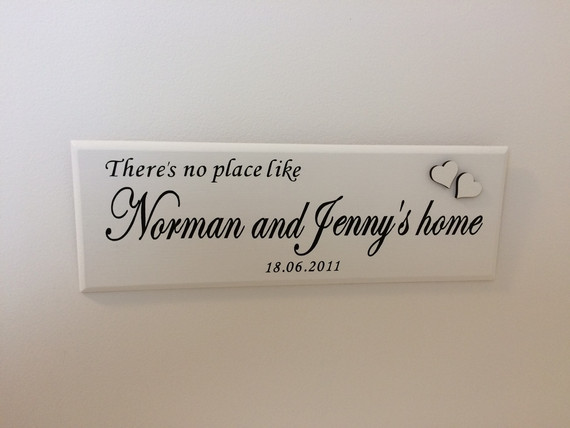 There's no place like
Norman and Jenny's home
18.06.2011